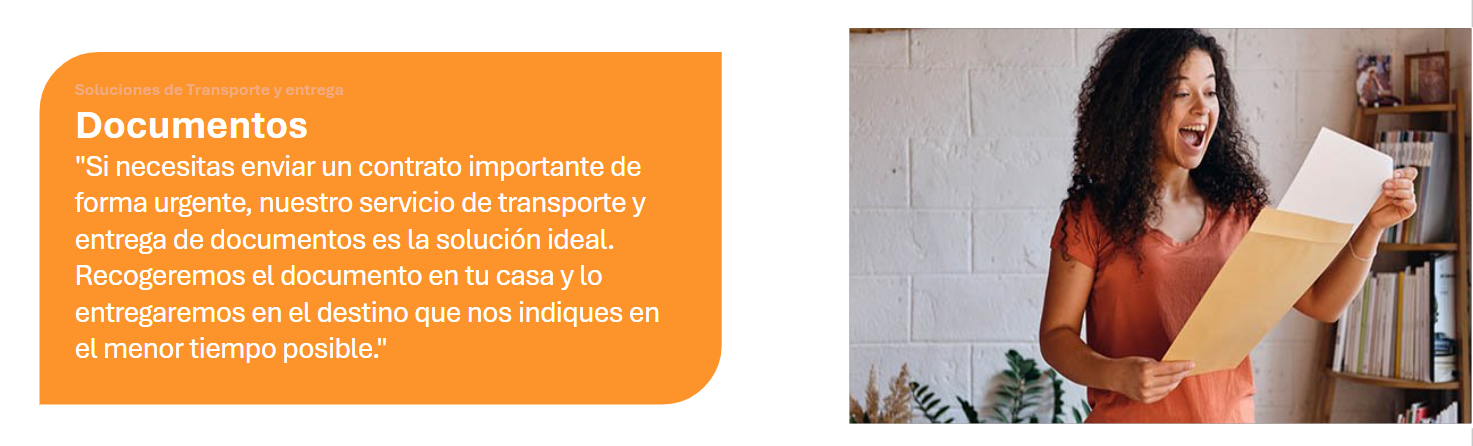 Soluciones de Transporte y entrega
Documentos
"Si necesitas enviar un contrato importante de
forma urgente, nuestro servicio de transporte y
entrega de documentos es la solución ideal.
Recogeremos el documento en tu casa y lo
entregaremos en el destino que nos indiques en
el menor tiempo posible."